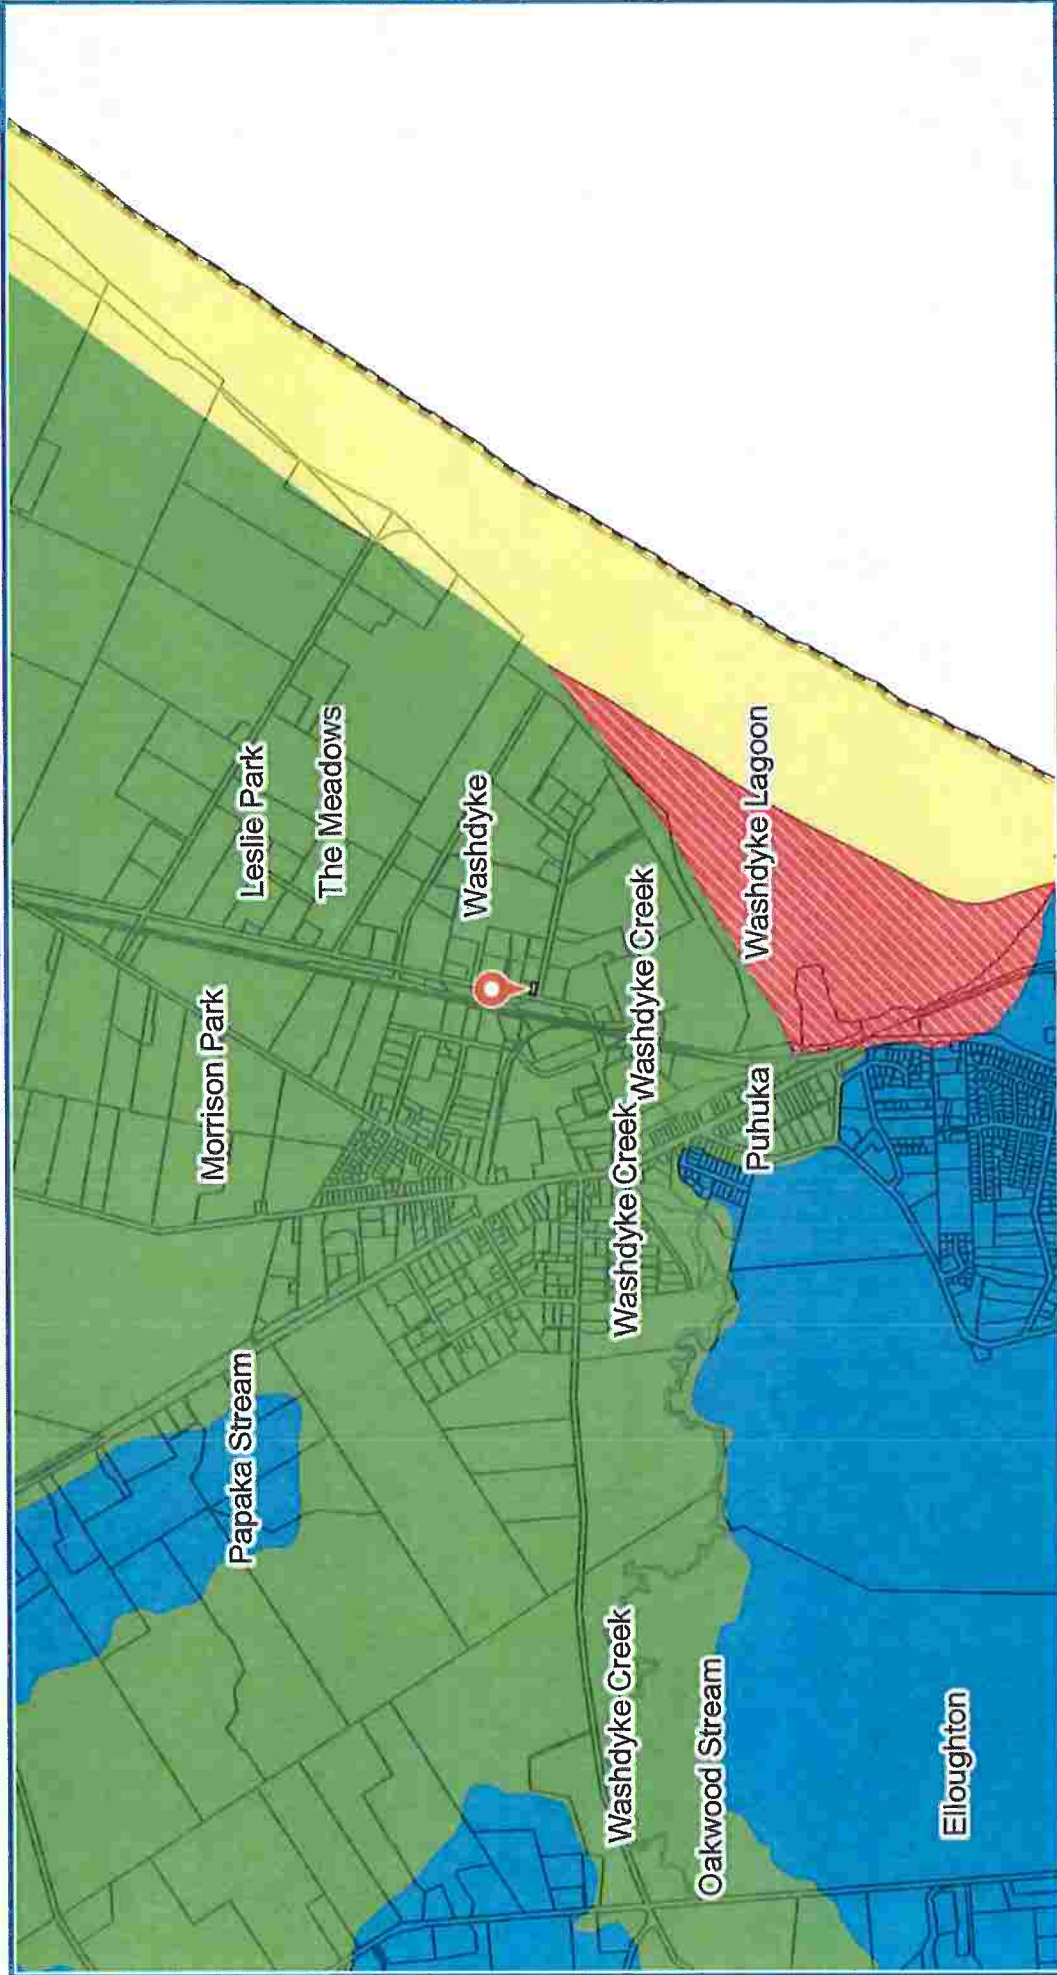 Morrison Park
Papaka Stream
Leslie Park
The Meadows
Washdyke
Washdyke Creek
Washdyke Creek
Washdyke Creek
Oakwood Stream
Puhuka
Washdyke Lagoon
Elloughton